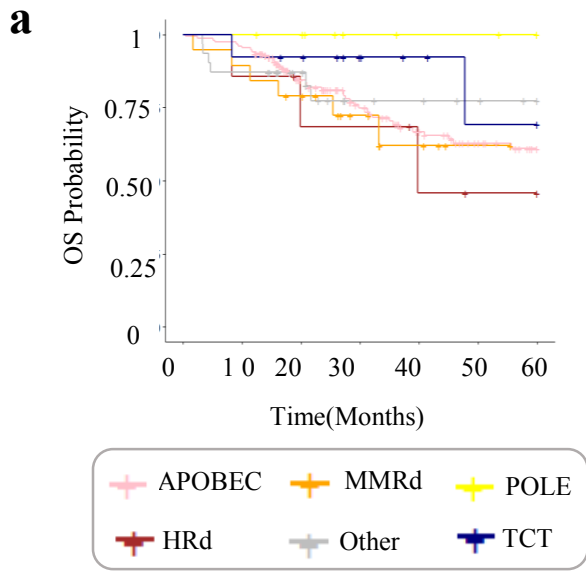 a
1
0.75
0.50
0.25
0
OS Probability
0 1 0 20 30 40 50 60
Time(Months)
APOBEC MMRd POLE
HRd Other TCT